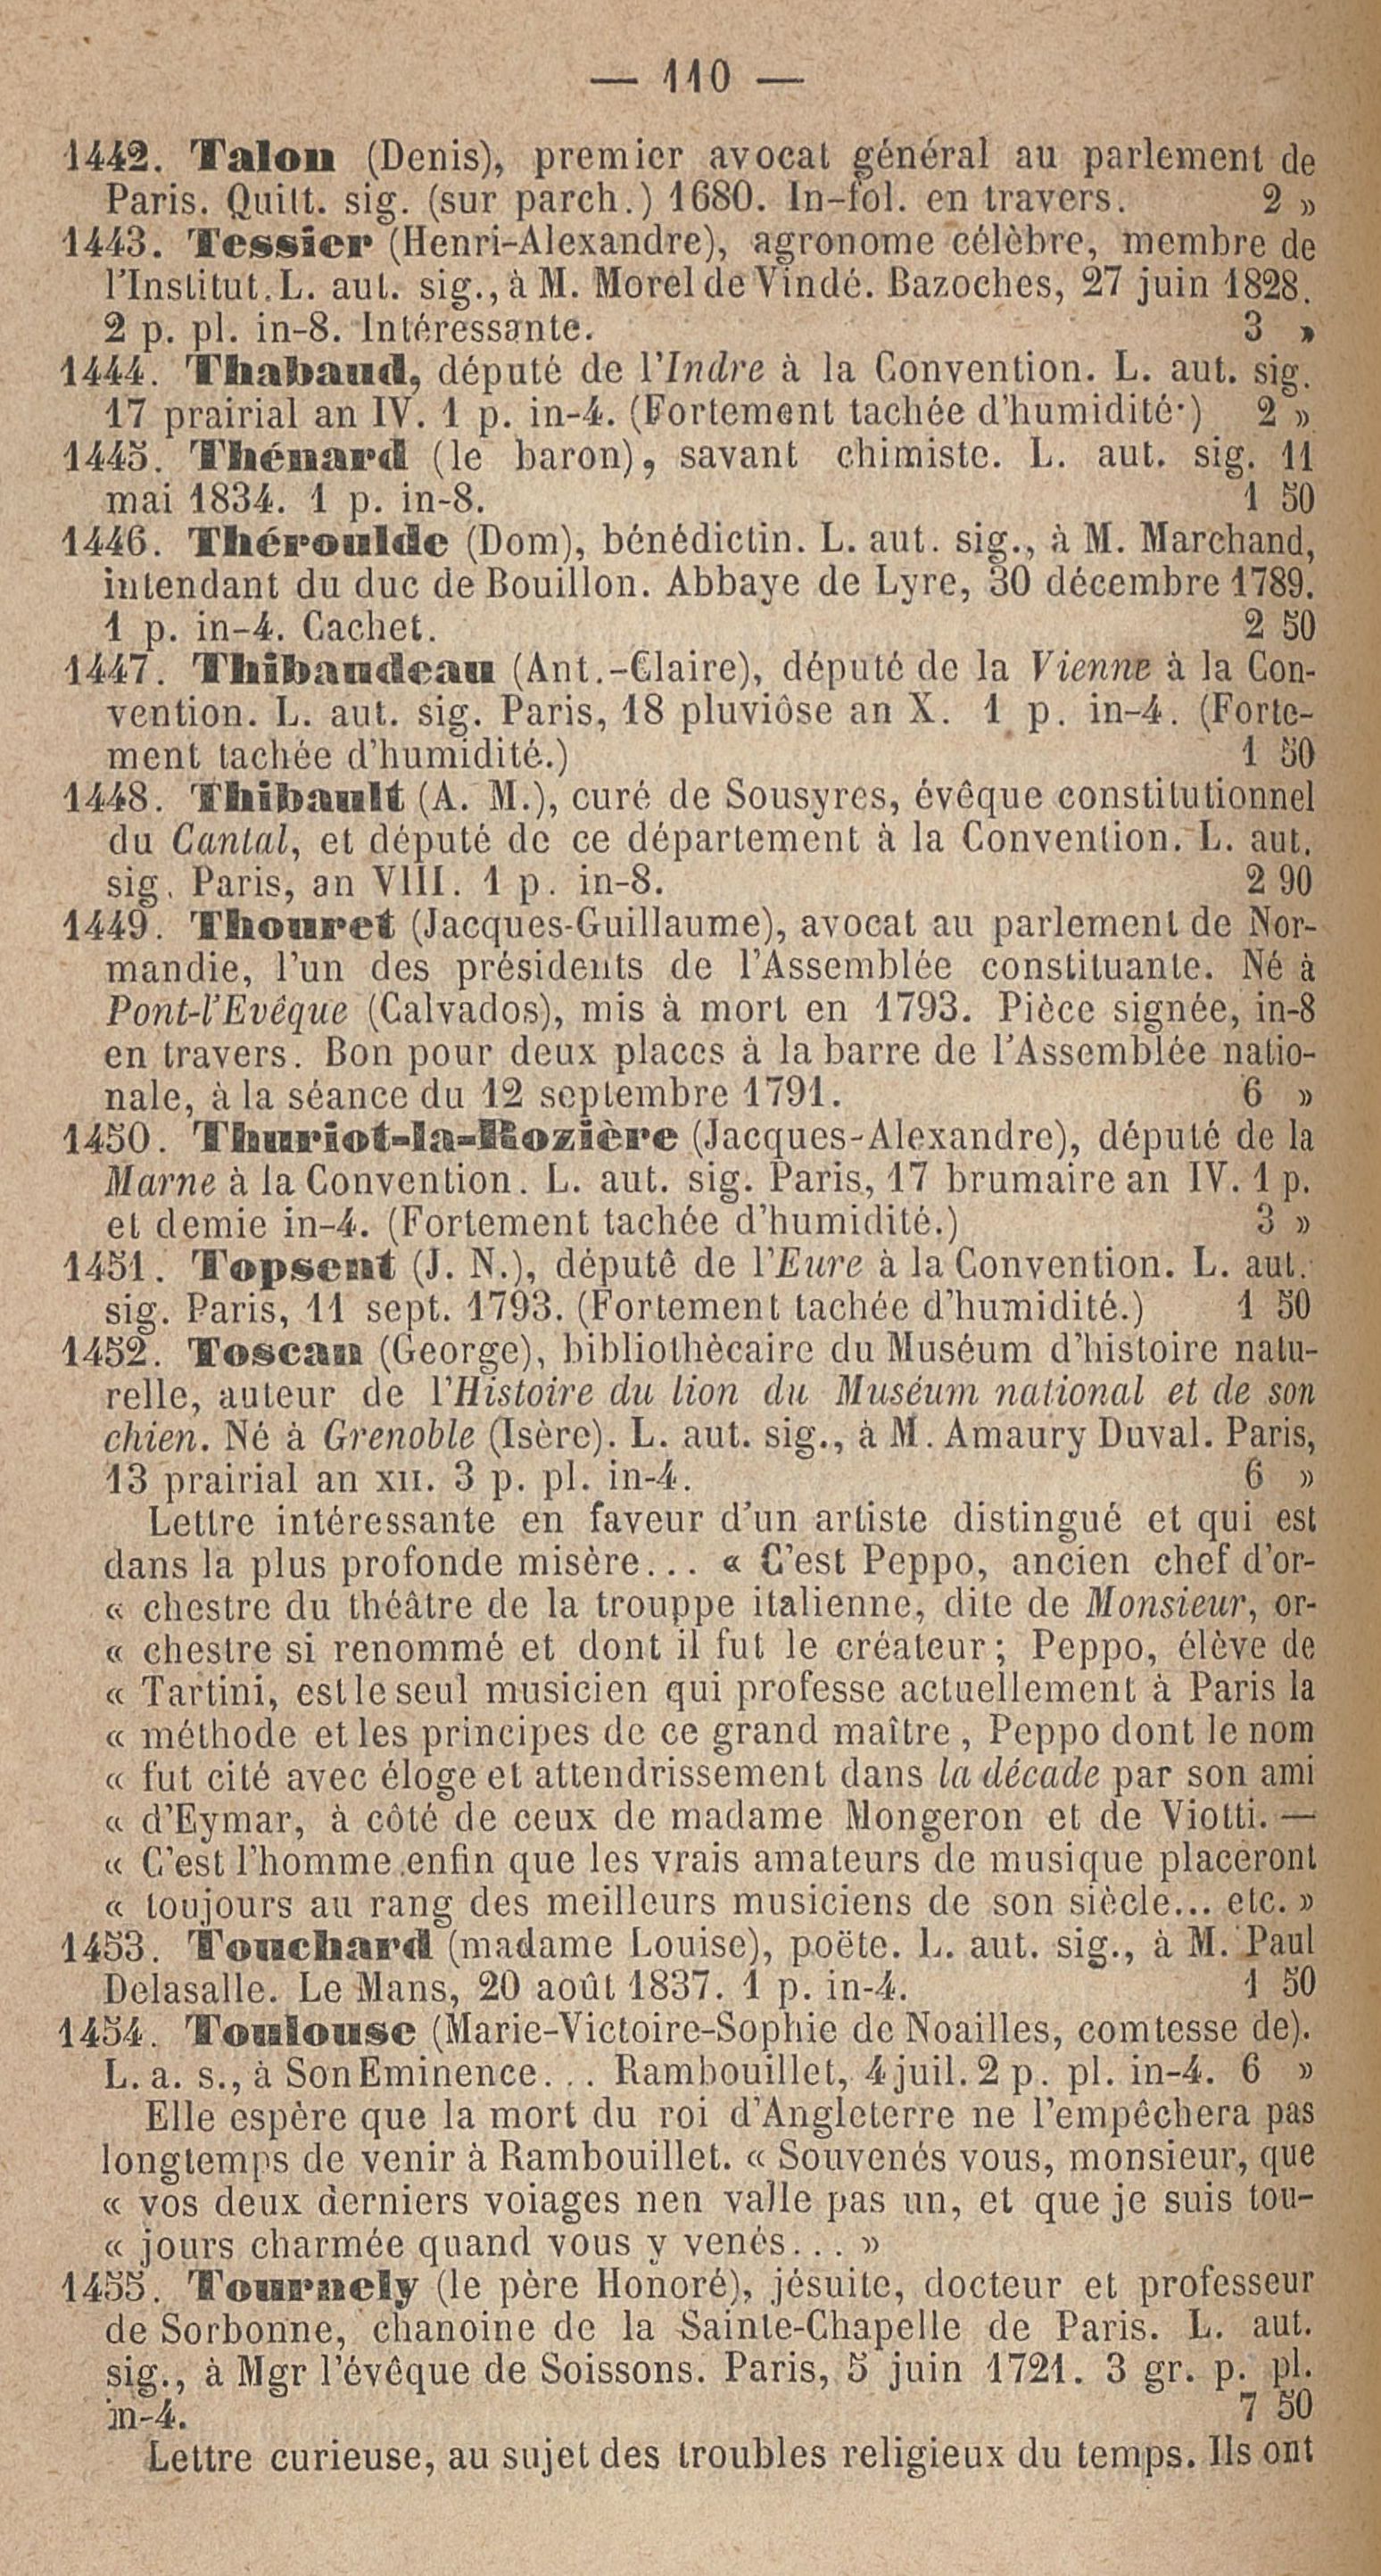 — 110 —
1442. Talon (Denis), premier avocat général au parlement de
Paris. Quitt. sig. (sur parch.) 1680. In-fol. en travers. 2 »
1443. Tessier (Henri-Alexandre), agronome célèbre, membre de
l'Institut. L. aut. sig., à M. Morel de Vindé. Bazoches, 27 juin 1828.
2 p. pl. in-8. Intéressante. 3 »
1444. Thabaud, député de l'Indre à la Convention. L. aut. sig.
17 prairial an IV. 1 p. in-4. (Fortement tachée d'humidité·) 2 »
1445. Thénard (le baron), savant chimiste. L. aut. sig. 11
mai 1834. 1 p. in-8. 1 50
1446. Théroulde (Dom), bénédictin. L. aut. sig., à M. Marchand,
intendant du duc de Bouillon. Abbaye de Lyre, 30 décembre 1789.
1 p. in-4. Cachet. 2 50
1447. Thibaudeau (Ant.-Claire), député de la Vienne à la Con-
vention. L. aut. sig. Paris, 18 pluviôse an X. 1 p. in-4. (Forte-
ment tachée d'humidité.) 1 50
1448. Thibault (A. M.), curé de Sousyres, évêque constitutionnel
du Cantal, et député de ce département à la Convention. L. aut.
sig. Paris, an VIII. 1 p. in-8. 2 90
1449. Thouret (Jacques-Guillaume), avocat au parlement de Nor-
mandie, l'un des présidents de l'Assemblée constituante. Né à
Pont-l'Evêque (Calvados), mis à mort en 1793. Pièce signée, in-8
en travers. Bon pour deux places à la barre de l'Assemblée natio-
nale, à la séance du 12 septembre 1791. 6 »
1450. Thuriot-la-Rozière (Jacques-Alexandre), député de la
Marne à la Convention. L. aut. sig. Paris, 17 brumaire an IV. 1 p.
et demie in-4. (Fortement tachée d'humidité.) 3 »
1451. Topsent (J. N.), députê de l'Eure à la Convention. L. aut.
sig. Paris, 11 sept. 1793. (Fortement tachée d'humidité.) 1 50
1452. Toscan (George), bibliothècaire du Muséum d'histoire natu-
relle, auteur de l'Histoire du lion du Muséum national et de son
chien. Né à Grenoble (Isère). L. aut. sig., à M. Amaury Duval. Paris,
13 prairial an XII. 3 p. pl. in-4. 6 »
Lettre intéressante en faveur d'un artiste distingué et qui est
dans la plus profonde misère... « C'est Peppo, ancien chef d'or-
« chestre du théâtre de la trouppe italienne, dite de Monsieur, or-
« chestre si renommé et dont il fut le créateur; Peppo, élève de
« Tartini, est le seul musicien qui professe actuellement à Paris la
« méthode et les principes de ce grand maître, Peppo dont le nom
« fut cité avec éloge et attendrissement dans la décade par son ami
« d'Eymar, à côté de ceux de madame Mongeron et de Viotti. —
« C'est l'homme enfin que les vrais amateurs de musique placeront
« toujours au rang des meilleurs musiciens de son siècle... etc. »
1453. Touchard (madame Louise), poëte. L. aut. sig., à M. Paul
Delasalle. Le Mans, 20 août 1837. 1 p. in-4. 1 50
1454. Toulouse (Marie-Victoire-Sophie de Noailles, comtesse de).
L. a. s., à Son Eminence... Rambouillet, 4 juil. 2 p. pl. in-4. 6 »
Elle espère que la mort du roi d'Angleterre ne l'empêchera pas
longtemps de venir à Rambouillet. « Souvenés vous, monsieur, que
« vos deux derniers voiages nen valle pas un, et que je suis tou-
« jours charmée quand vous y venés... »
1455. Tournely (le père Honoré), jésuite, docteur et professeur
de Sorbonne, chanoine de la Sainte-Chapelle de Paris. L. aut.
sig., à Mgr l'évêque de Soissons. Paris, 5 juin 1721. 3 gr. p. pl.
in-4. 7 50
Lettre curieuse, au sujet des troubles religieux du temps. Ils ont